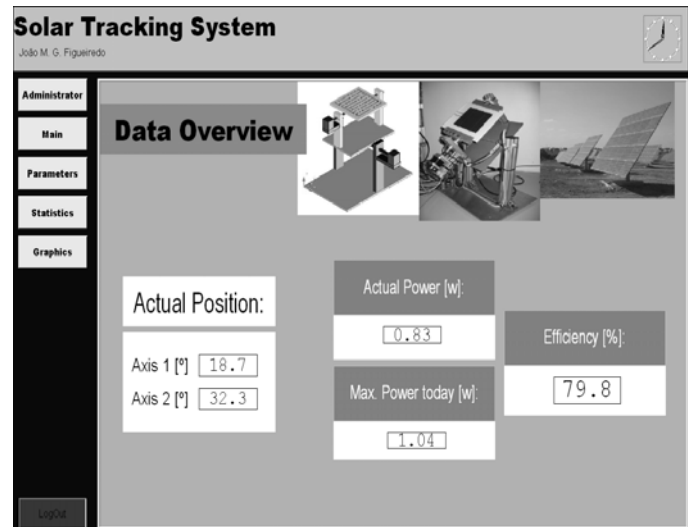 Solar Tracking System
João M. G. Figueiredo
Administrator
Main
Parameters
Statistics
Graphics
LogOut
Data Overview
Actual Position:
Axis 1 [º] 18.7
Axis 2 [º] 32.3
Actual Power [w]:
0.83
Max. Power today [w]:
1.04
Efficiency [%]:
79.8